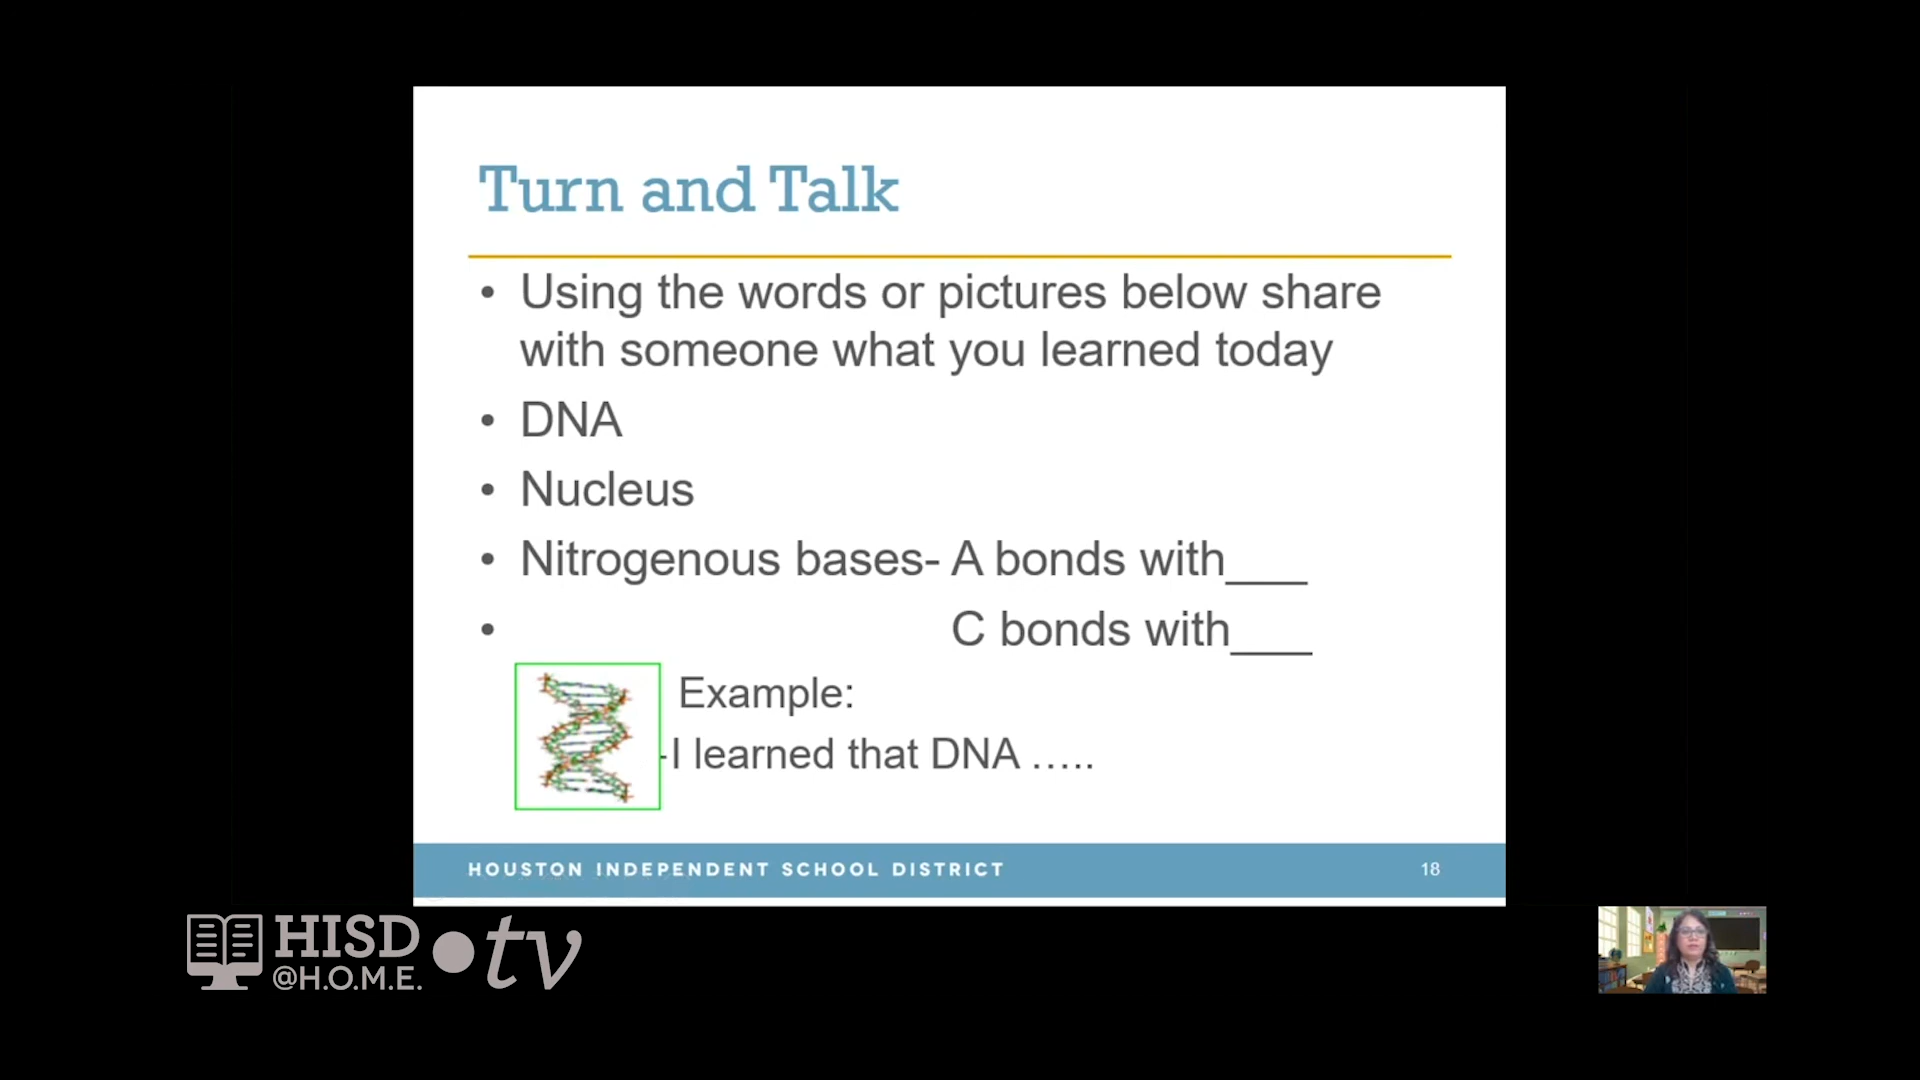 Turn and Talk
• Using the words or pictures below share
with someone what you learned today
• DNA
• Nucleus
• Nitrogenous bases- A bonds with___
• C bonds with___
Example:
-I learned that DNA …..
HOUSTON INDEPENDENT SCHOOL DISTRICT 18
HISD
@H.O.M.E.
•tv